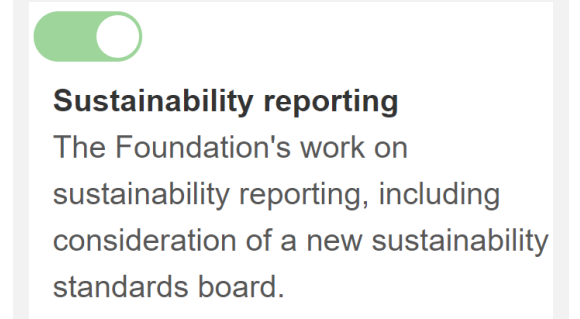 Sustainability reporting
The Foundation's work on
sustainability reporting, including
consideration of a new sustainability
standards board.